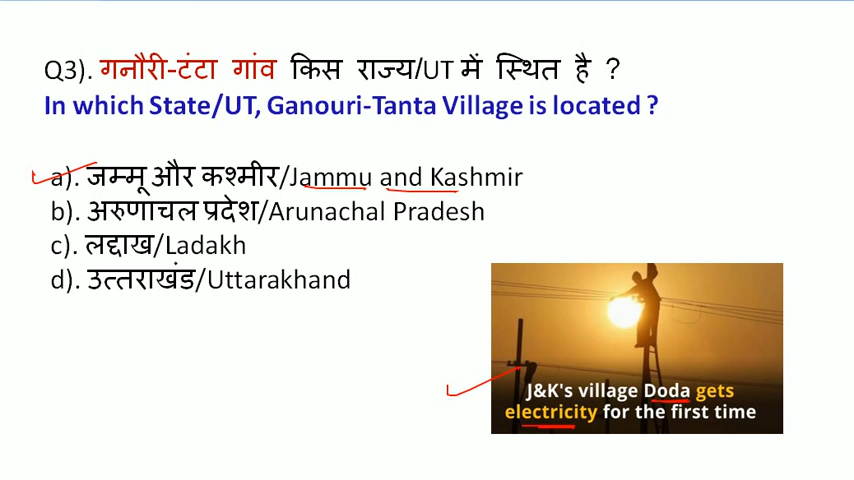 Q3). गनौरी-टंटा गांव किस राज्य/UT में स्थित है ?
In which State/UT, Ganouri-Tanta Village is located ?
a). जम्मू और कश्मीर/Jammu and Kashmir
b). अरुणाचल प्रदेश/Arunachal Pradesh
c). लद्दाख/Ladakh
d). उत्तराखंड/Uttarakhand
J&K's village Doda gets
electricity for the first time